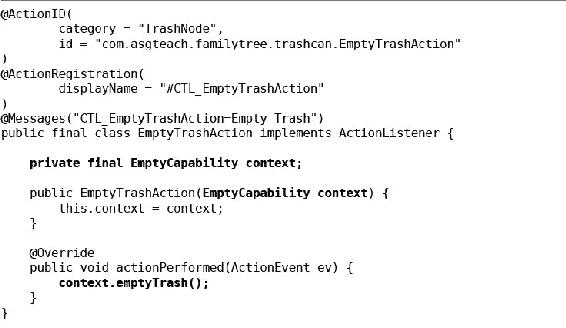 @ActionID(
        category = "TrashNode",
        id = "com.asgteach.familytree.trashcan.EmptyTrashAction"
)
@ActionRegistration(
        displayName = "#CTL_EmptyTrashAction"
)
@Messages("CTL_EmptyTrashAction=Empty Trash")
public final class EmptyTrashAction implements ActionListener {

    private final EmptyCapability context;

    public EmptyTrashAction(EmptyCapability context) {
        this.context = context;
    }

    @Override
    public void actionPerformed(ActionEvent ev) {
        context.emptyTrash();
    }
}